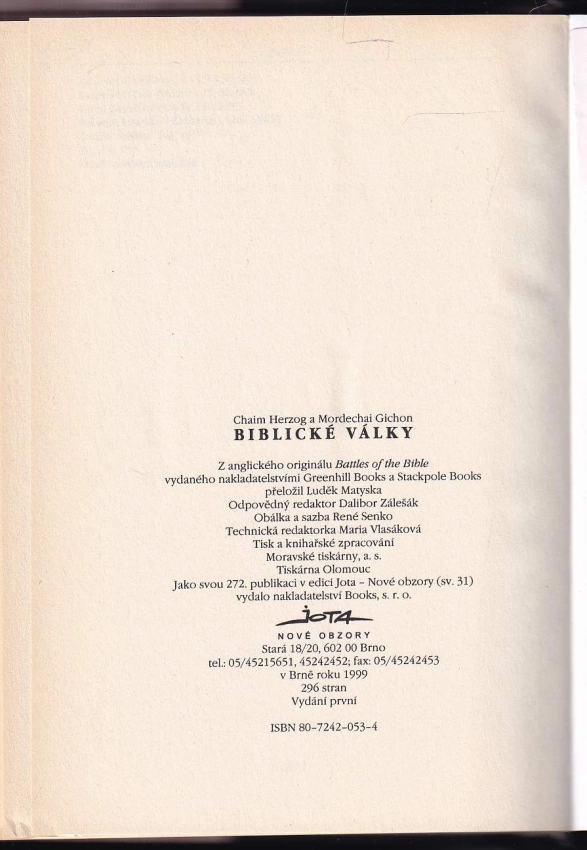 Chaim Herzog a Mordechai Gichon
BIBLICKÉ VÁLKY
Z anglického originálu Battles of the Bible
vydaného nakladatelstvími Greenhill Books a Stackpole Books
přeložil Luděk Matyska
Odpovědný redaktor Dalibor Zálešák
Obálka a sazba René Senko
Technická redaktorka Maria Vlasáková
Tisk a knihařské zpracování
Moravské tiskárny, a. s.
Tiskárna Olomouc
Jako svou 272. publikaci v edici Jota – Nové obzory (sv. 31)
vydalo nakladatelství Books, s. r. o.
JOTA
NOVÉ OBZORY
Stará 18/20, 602 00 Brno
tel.: 05/45215651, 45242452; fax: 05/45242453
v Brně roku 1999
296 stran
Vydání první
ISBN 80–7242–053–4